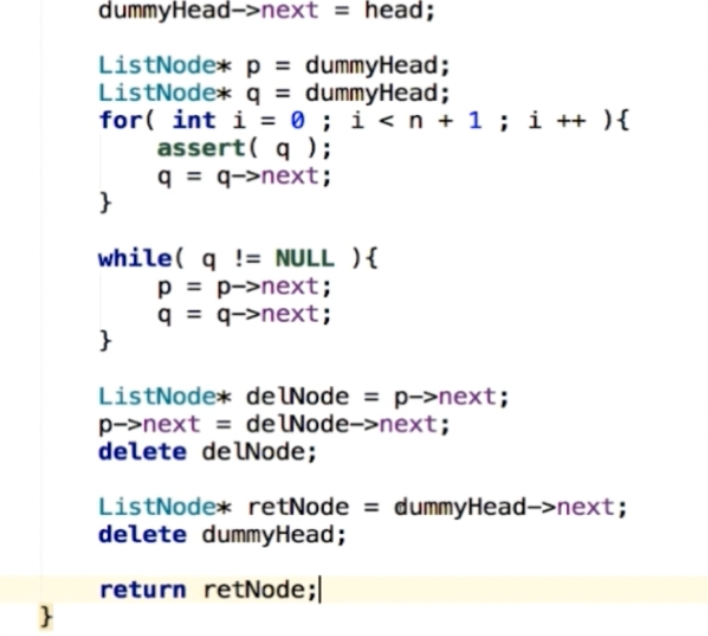 dummyHead->next = head;
ListNode* p = dummyHead;
ListNode* q = dummyHead;
for( int i = 0 ; i < n + 1 ; i ++ ){
assert( q );
q = q->next;
}
while( q != NULL ){
p = p->next;
q = q->next;
}
ListNode* delNode = p->next;
p->next = delNode->next;
delete delNode;
ListNode* retNode = dummyHead->next;
delete dummyHead;
return retNode;
}